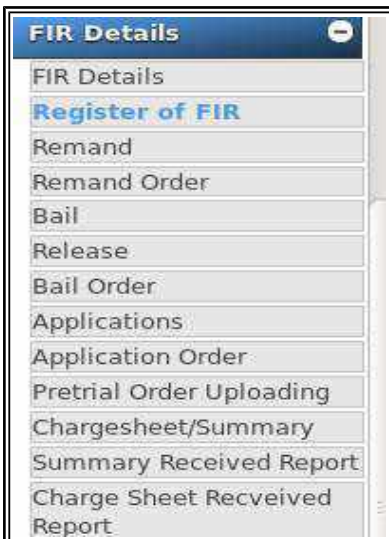 FIR Details
FIR Details
Register of FIR
Remand
Remand Order
Bail
Release
Bail Order
Applications
Application Order
Pretrial Order Uploading
Chargesheet/Summary
Summary Received Report
Charge Sheet Recveived
Report